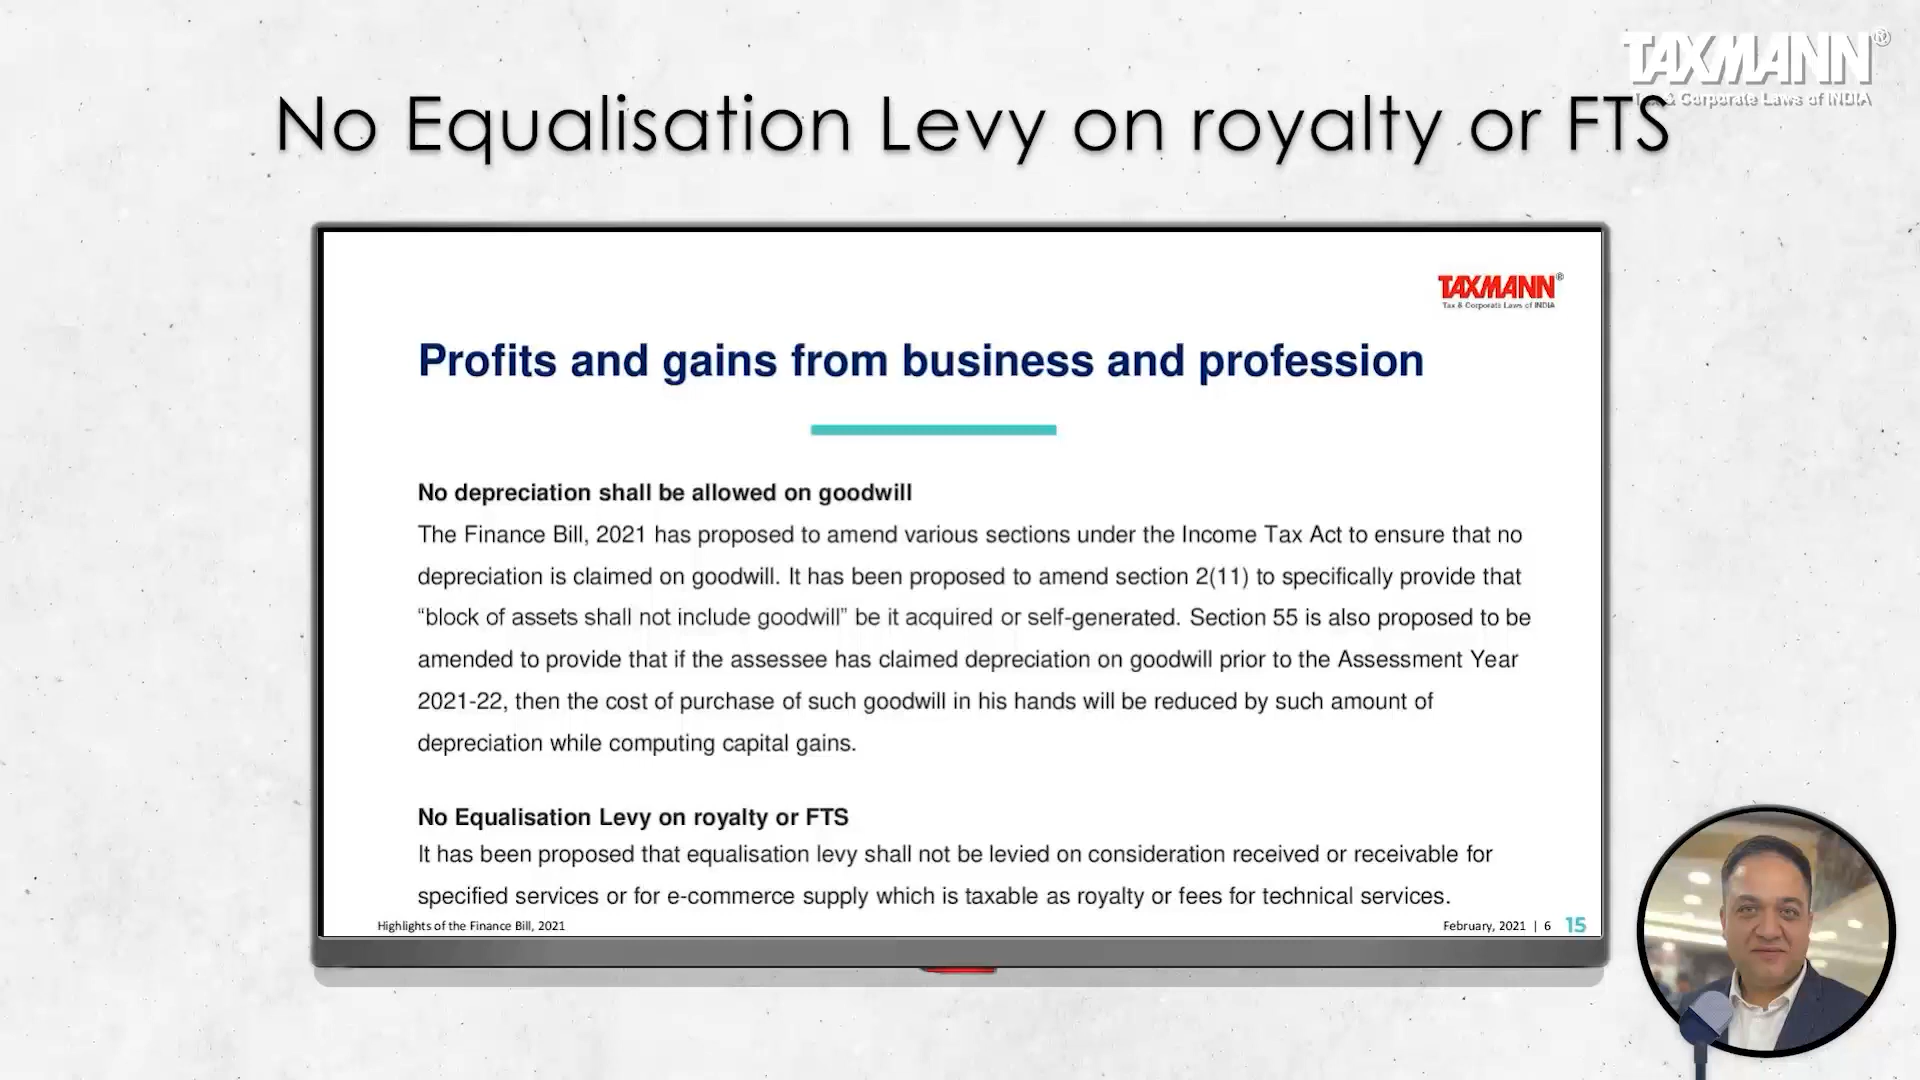 TAXMANN®
Tax & Corporate Laws of INDIA
No Equalisation Levy on royalty or FTS
TAXMANN®
Tax & Corporate Laws of INDIA
Profits and gains from business and profession
No depreciation shall be allowed on goodwill
The Finance Bill, 2021 has proposed to amend various sections under the Income Tax Act to ensure that no
depreciation is claimed on goodwill. It has been proposed to amend section 2(11) to specifically provide that
“block of assets shall not include goodwill” be it acquired or self-generated. Section 55 is also proposed to be
amended to provide that if the assessee has claimed depreciation on goodwill prior to the Assessment Year
2021-22, then the cost of purchase of such goodwill in his hands will be reduced by such amount of
depreciation while computing capital gains.
No Equalisation Levy on royalty or FTS
It has been proposed that equalisation levy shall not be levied on consideration received or receivable for
specified services or for e-commerce supply which is taxable as royalty or fees for technical services.
Highlights of the Finance Bill, 2021
February, 2021 | 6 15